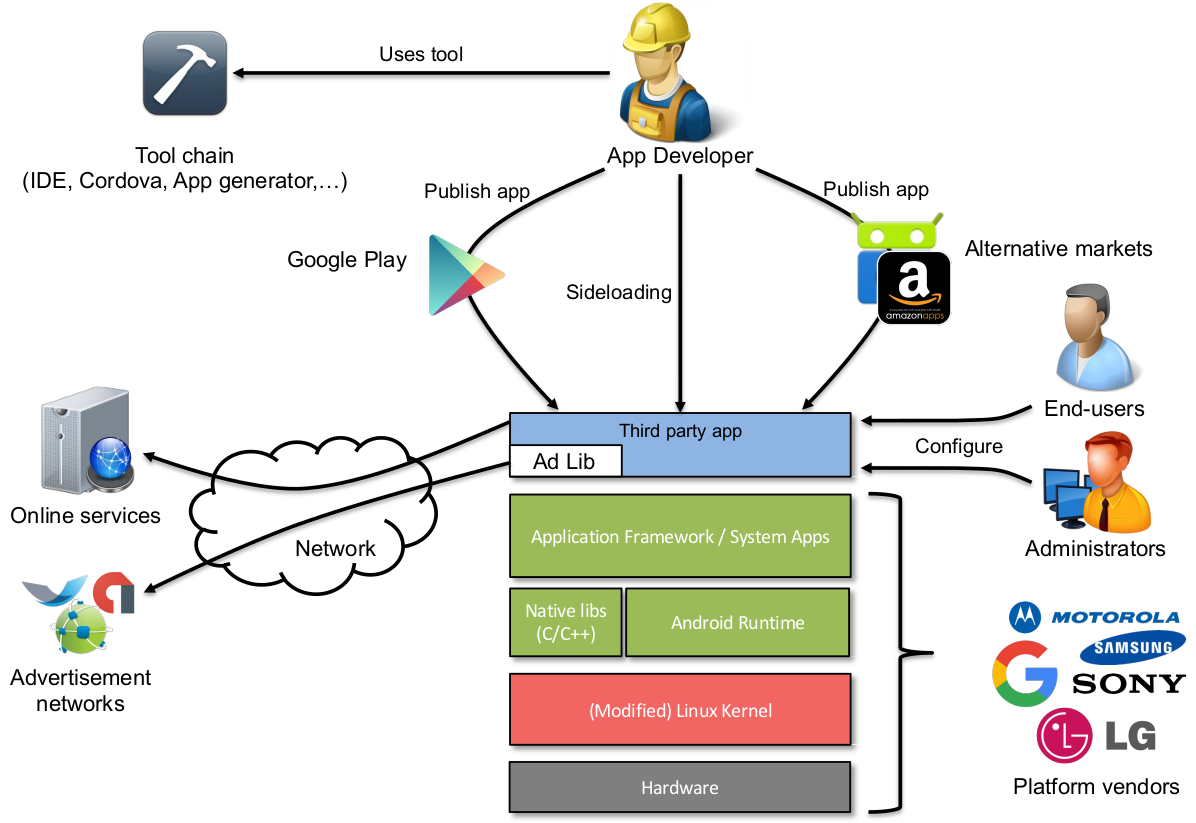 Uses tool
Tool chain
(IDE, Cordova, App generator,…)
App Developer
Publish app
Publish app
Google Play
Sideloading
Alternative markets
a
amazonapps
End-users
Configure
Administrators
Third party app
Ad Lib
Online services
Network
Advertisement
networks
Application Framework / System Apps
Native libs
(C/C++)
Android Runtime
(Modified) Linux Kernel
Hardware
MOTOROLA
SAMSUNG
G
SONY
LG
Platform vendors